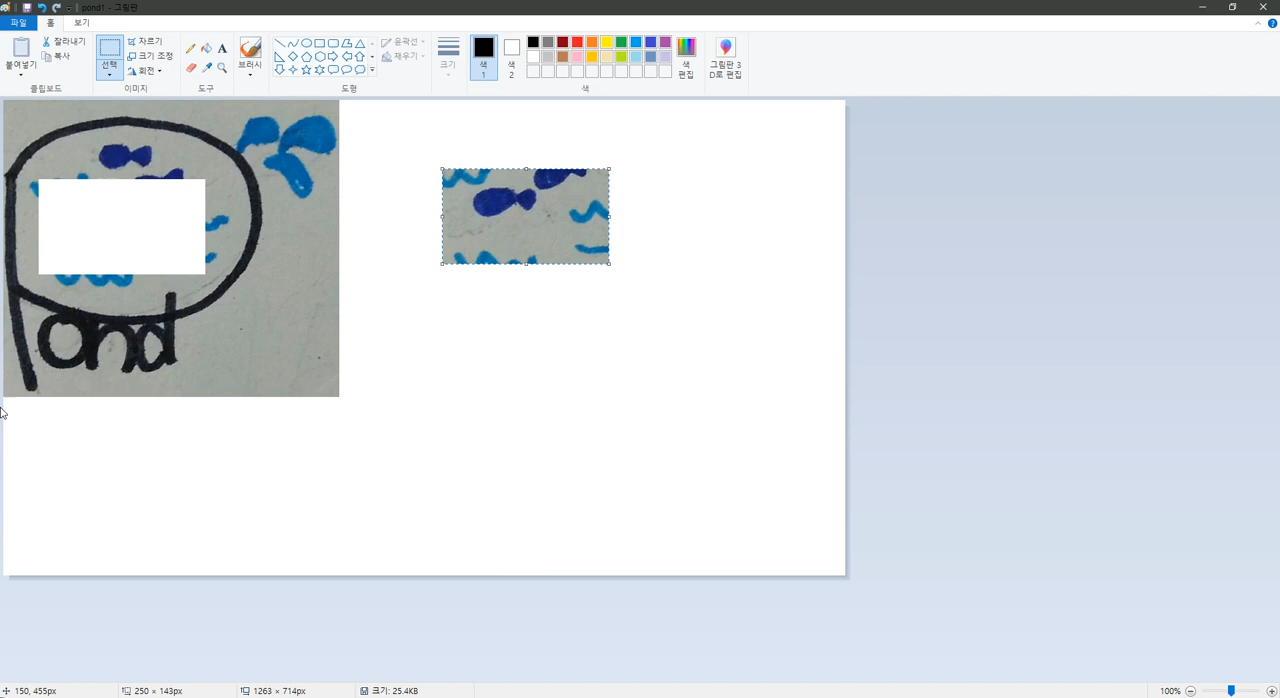 pond1 - 그림판
파일 홈 보기
붙여넣기 잘라내기 복사
클립보드
선택 자르기 크기 조정 회전
이미지
A
도구
브러시
윤곽선 채우기
도형
크기
색 1
색 2
색 편집
색
그림판 3D로 편집
Pond
150, 455px 250 × 143px 1263 × 714px 크기: 25.4KB 100%